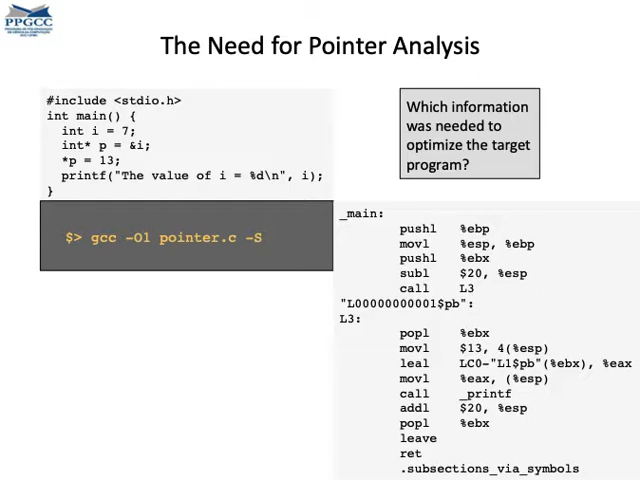 PPGCC
The Need for Pointer Analysis
#include <stdio.h>
int main() {
int i = 7;
int* p = &i;
*p = 13;
printf("The value of i = %d\n", i);
}
$> gcc -O1 pointer.c -S
Which information
was needed to
optimize the target
program?
_main:
pushl %ebp
movl %esp, %ebp
pushl %ebx
subl $20, %esp
call L3
"L00000000001$pb":
L3:
popl %ebx
movl $13, 4(%esp)
leal LC0-"L1$pb"(%ebx), %eax
movl %eax, (%esp)
call _printf
addl $20, %esp
popl %ebx
leave
ret
.subsections_via_symbols